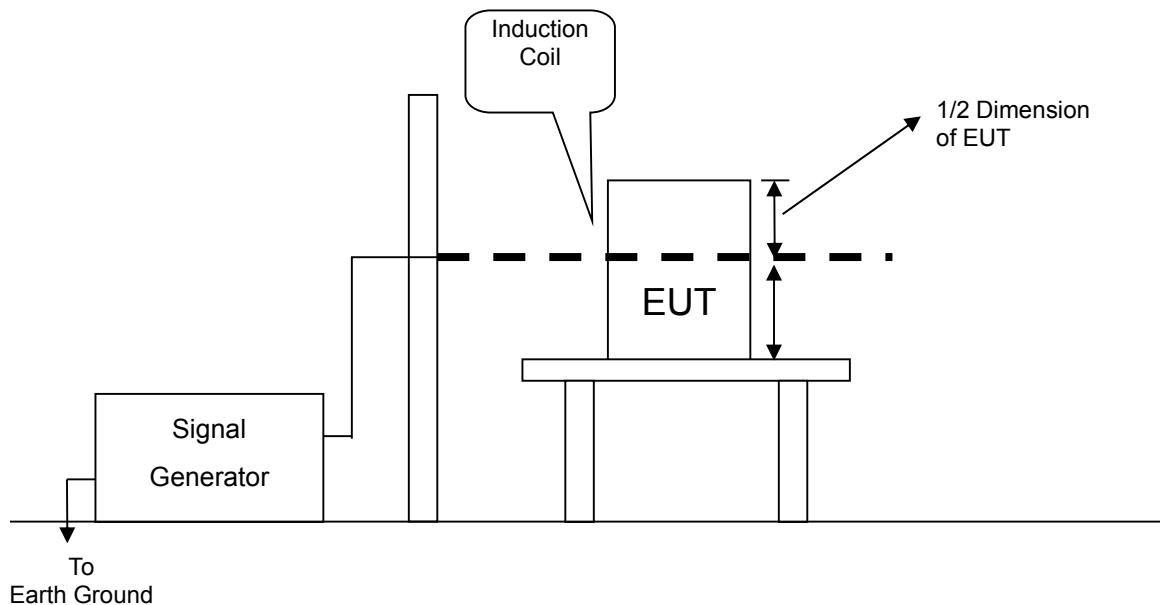 Induction
Coil
1/2 Dimension
of EUT
EUT
Signal
Generator
To
Earth Ground